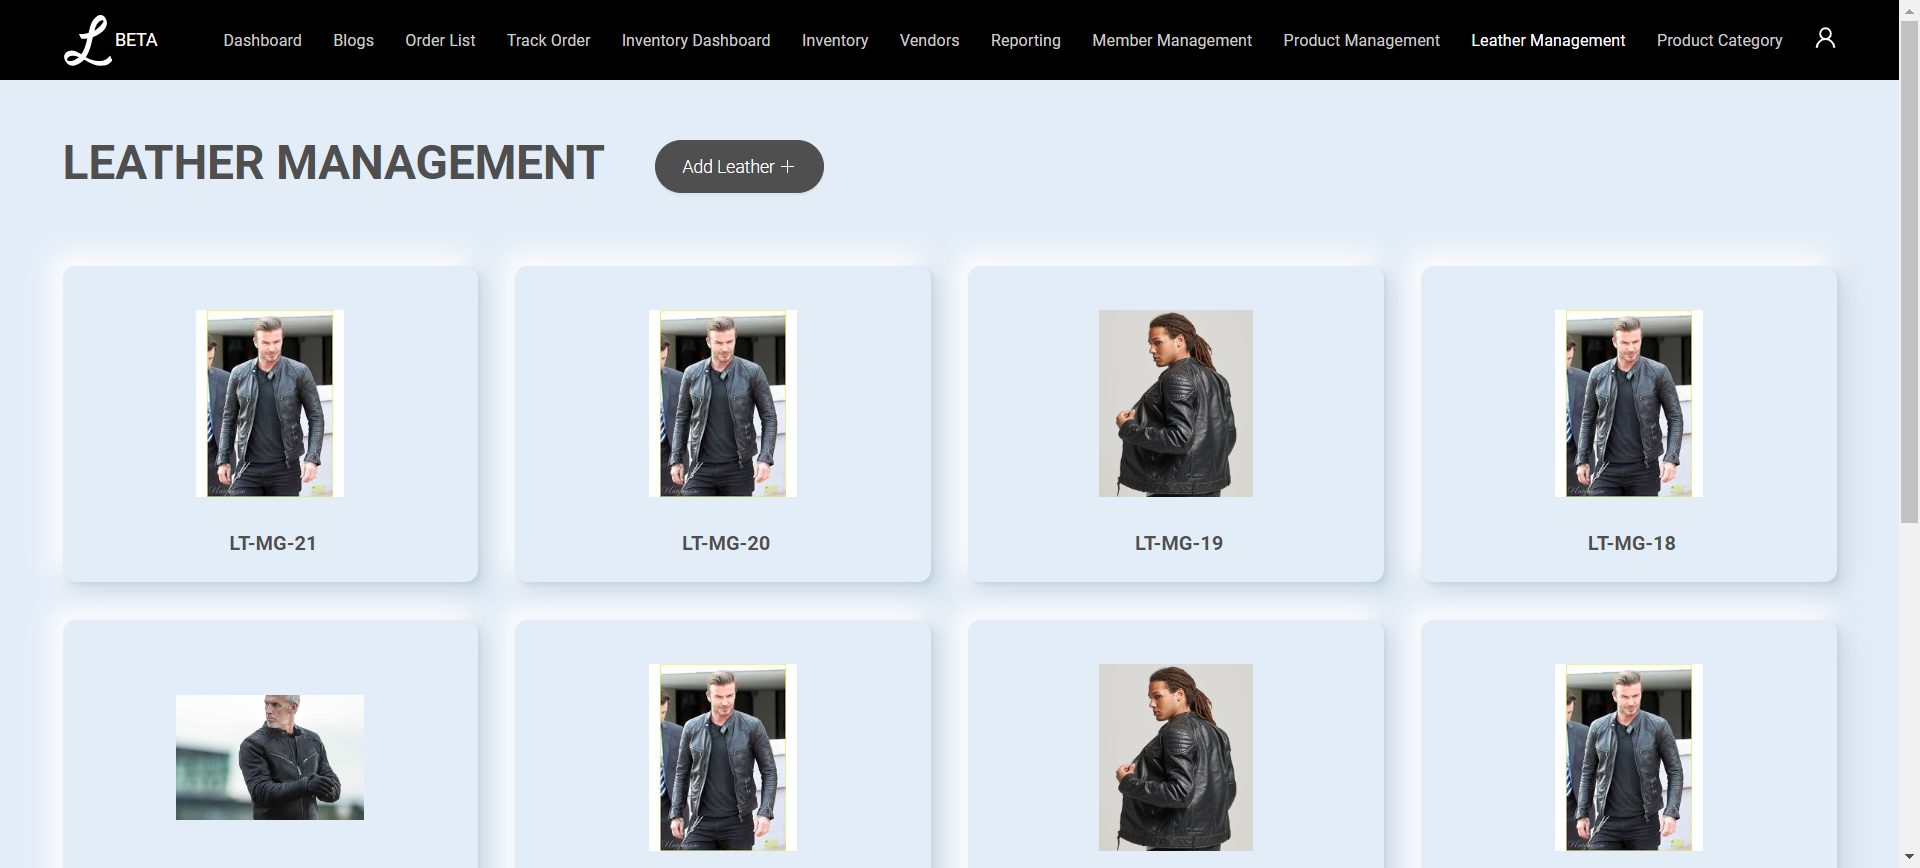 L BETA Dashboard Blogs Order List Track Order Inventory Dashboard Inventory Vendors Reporting Member Management Product Management Leather Management Product Category
LEATHER MANAGEMENT Add Leather +
LT-MG-21 LT-MG-20 LT-MG-19 LT-MG-18